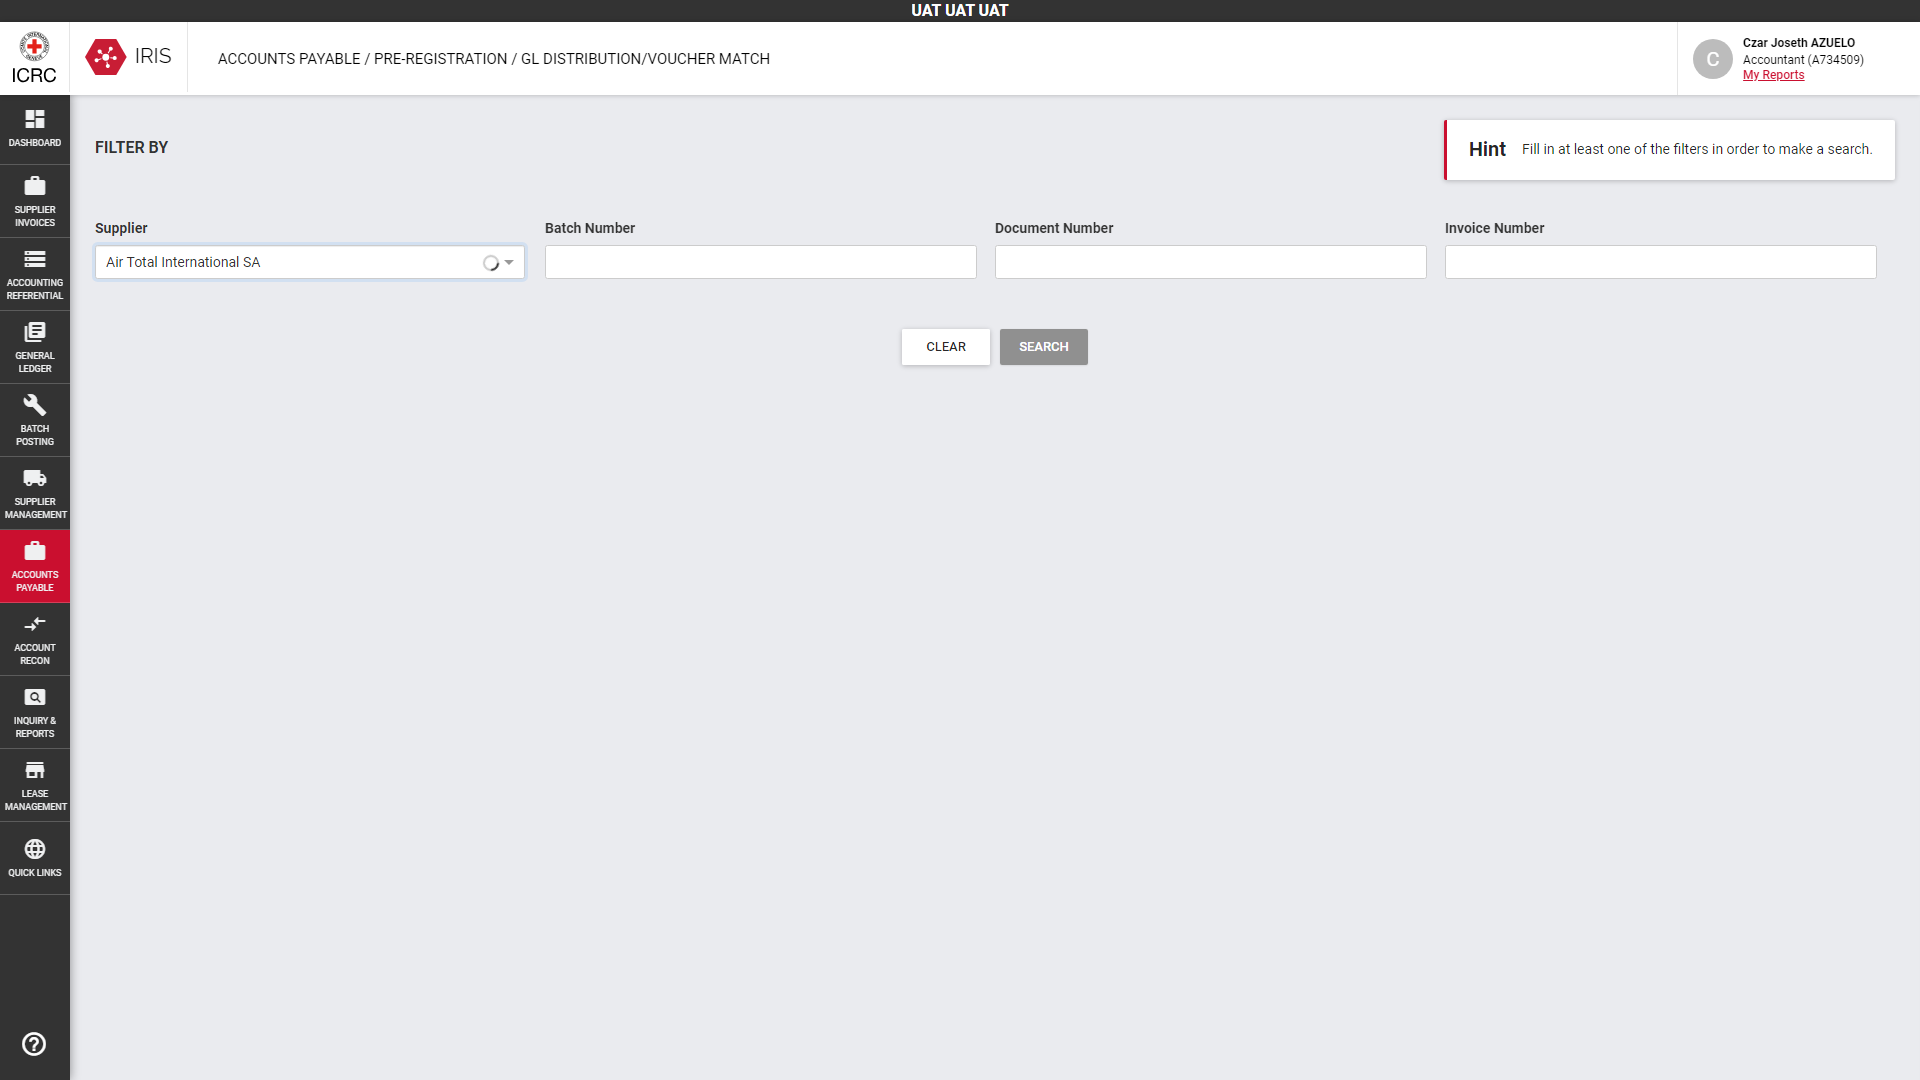 UAT UAT UAT
ICRC
IRIS
ACCOUNTS PAYABLE / PRE-REGISTRATION / GL DISTRIBUTION/VOUCHER MATCH
C
Czar Joseth AZUELO
Accountant (A734509)
My Reports
DASHBOARD
SUPPLIER
INVOICES
ACCOUNTING
REFERENTIAL
GENERAL
LEDGER
BATCH
POSTING
SUPPLIER
MANAGEMENT
ACCOUNTS
PAYABLE
ACCOUNT
RECON
INQUIRY &
REPORTS
LEASE
MANAGEMENT
QUICK LINKS
FILTER BY
Hint Fill in at least one of the filters in order to make a search.
Supplier
Air Total International SA
Batch Number
Document Number
Invoice Number
CLEAR
SEARCH